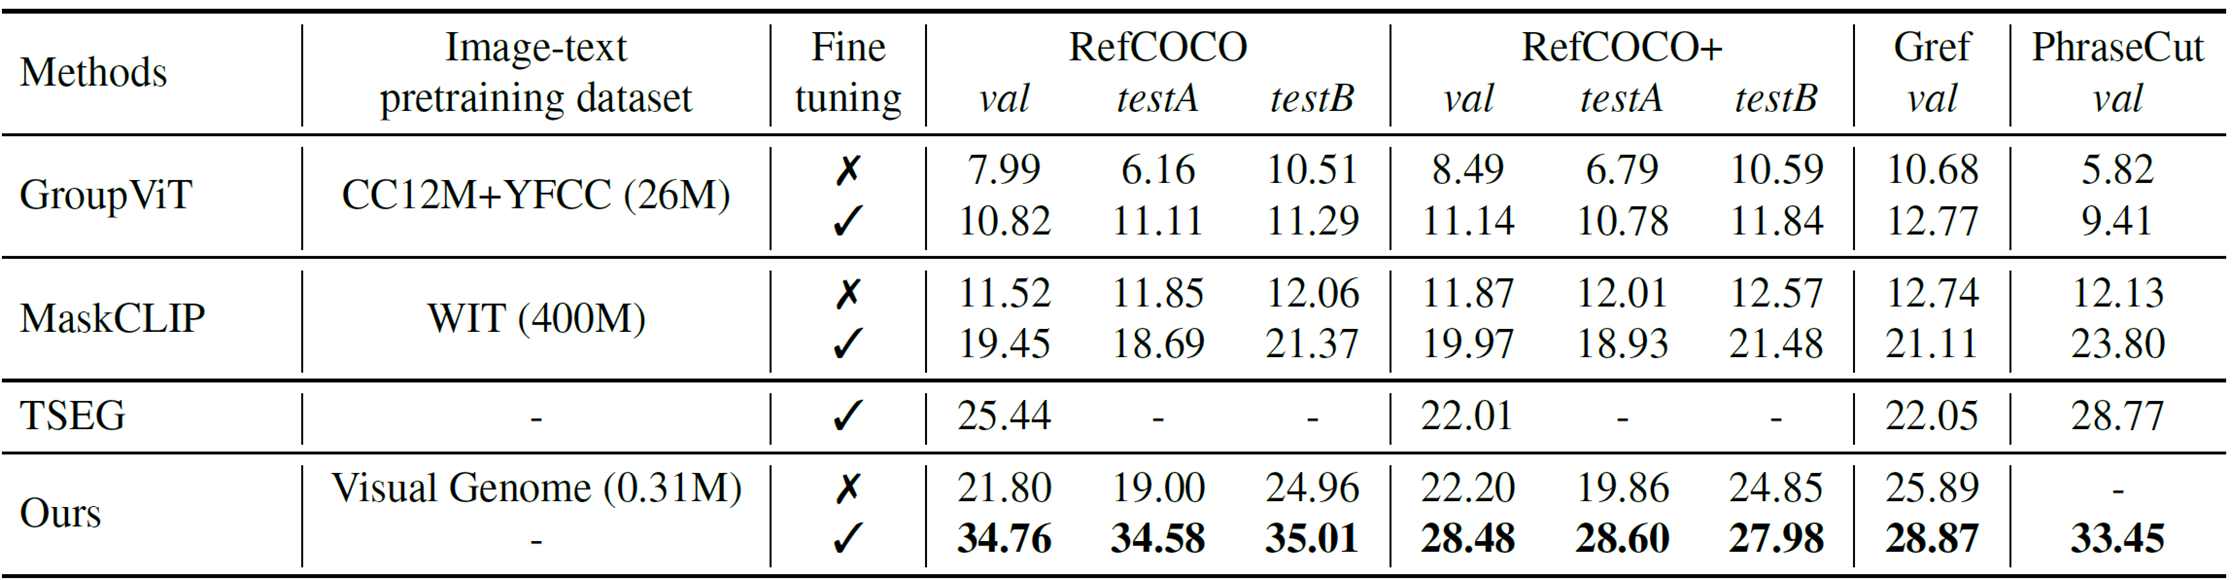 Methods Image-text pretraining dataset Fine tuning RefCOCO RefCOCO+ Gref PhraseCut
val testA testB val testA testB val val
GroupViT CC12M+YFCC (26M) ✗ 7.99 6.16 10.51 8.49 6.79 10.59 10.68 5.82
✓ 10.82 11.11 11.29 11.14 10.78 11.84 12.77 9.41
MaskCLIP WIT (400M) ✗ 11.52 11.85 12.06 11.87 12.01 12.57 12.74 12.13
✓ 19.45 18.69 21.37 19.97 18.93 21.48 21.11 23.80
TSEG - ✓ 25.44 - - 22.01 - - 22.05 28.77
Ours Visual Genome (0.31M) ✗ 21.80 19.00 24.96 22.20 19.86 24.85 25.89 -
- ✓ 34.76 34.58 35.01 28.48 28.60 27.98 28.87 33.45